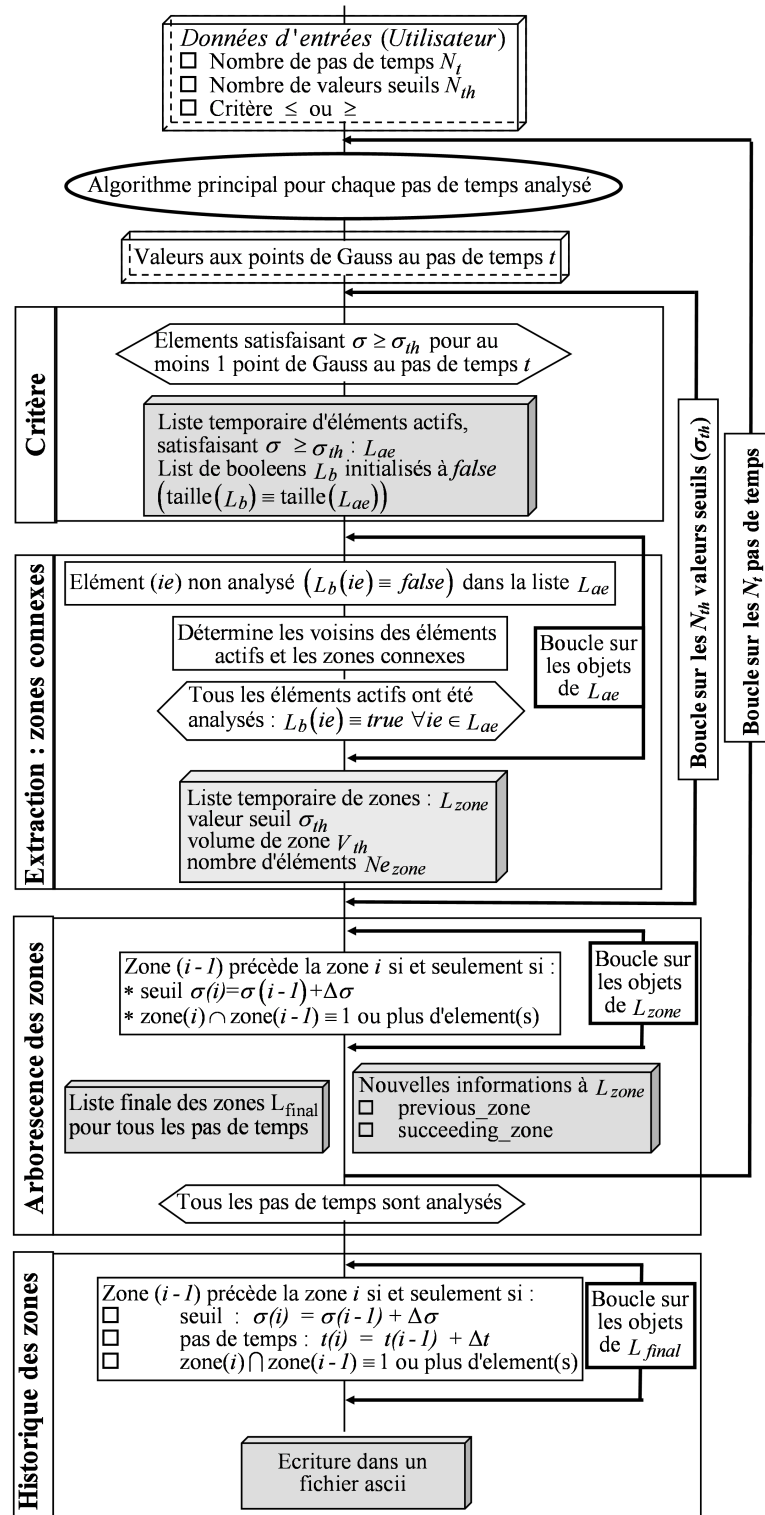 Données d'entrées (Utilisateur)
□ Nombre de pas de temps N_t
□ Nombre de valeurs seuils N_th
□ Critère ≤ ou ≥
Algorithme principal pour chaque pas de temps analysé
Valeurs aux points de Gauss au pas de temps t
Critère
Elements satisfaisant σ ≥ σ_th pour au
moins 1 point de Gauss au pas de temps t
Liste temporaire d'éléments actifs,
satisfaisant σ ≥ σ_th : L_ae
List de booleens L_b initialisés à false
(taille(L_b) ≡ taille(L_ae))
Extraction : zones connexes
Elément (ie) non analysé (L_b(ie) ≡ false) dans la liste L_ae
Détermine les voisins des éléments
actifs et les zones connexes
Tous les éléments actifs ont été
analysés : L_b(ie) ≡ true ∀ie ∈ L_ae
Boucle sur
les objets
de L_ae
Liste temporaire de zones : L_zone
valeur seuil σ_th
volume de zone V_th
nombre d'éléments Ne_zone
Boucle sur les N_th valeurs seuils (σ_th)
Boucle sur les N_t pas de temps
Arborescence des zones
Zone (i - 1) précède la zone i si et seulement si :
* seuil σ(i)=σ(i-1)+Δσ
* zone(i) ∩ zone(i-1) ≡ 1 ou plus d'element(s)
Boucle sur
les objets
de L_zone
Liste finale des zones L_final
pour tous les pas de temps
Nouvelles informations à L_zone
□ previous_zone
□ succeeding_zone
Tous les pas de temps sont analysés
Historique des zones
Zone (i - 1) précède la zone i si et seulement si :
□ seuil : σ(i) = σ(i-1) + Δσ
□ pas de temps : t(i) = t(i-1) + Δt
□ zone(i) ⋂ zone(i-1) ≡ 1 ou plus d'element(s)
Boucle sur
les objets
de L_final
Ecriture dans un
fichier ascii